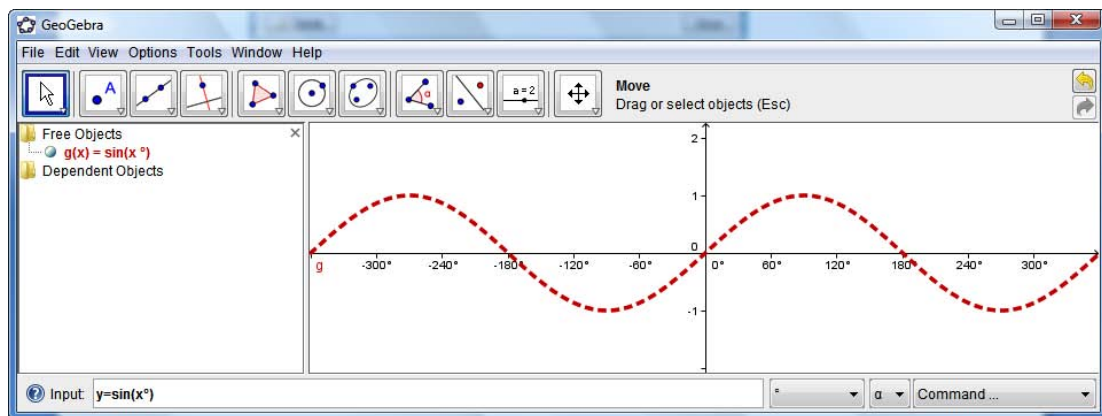 GeoGebra
File Edit View Options Tools Window Help
A
α
a = 2
Move
Drag or select objects (Esc)
Free Objects
g(x) = sin(x °)
Dependent Objects
2
1
0
-1
g
-300° -240° -180° -120° -60° 0° 60° 120° 180° 240° 300°
Input: y=sin(x°) ° α Command ...